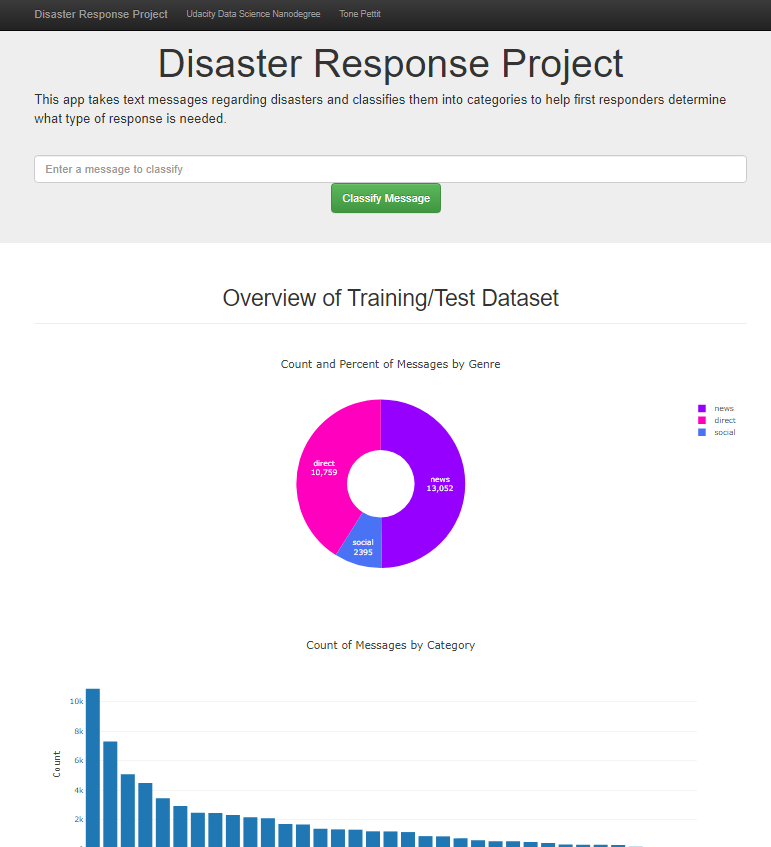 Disaster Response Project Udacity Data Science Nanodegree Tone Pettit
Disaster Response Project
This app takes text messages regarding disasters and classifies them into categories to help first responders determine
what type of response is needed.
Enter a message to classify
Classify Message
Overview of Training/Test Dataset
Count and Percent of Messages by Genre
news
direct
social
direct
10,759
news
13,052
social
2395
Count of Messages by Category
10k
8k
6k
4k
2k
Count